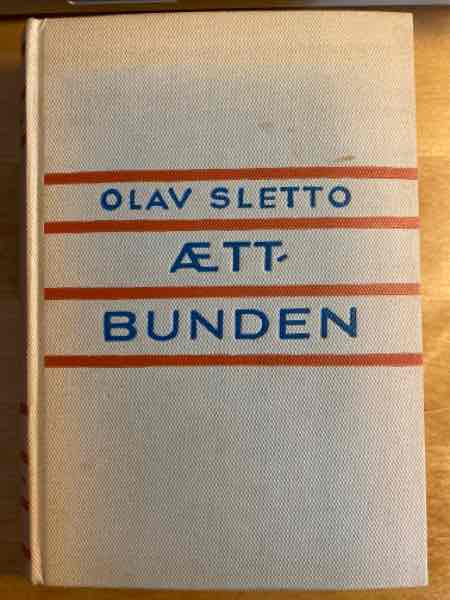 OLAV SLETTO
ÆTT-
BUNDEN